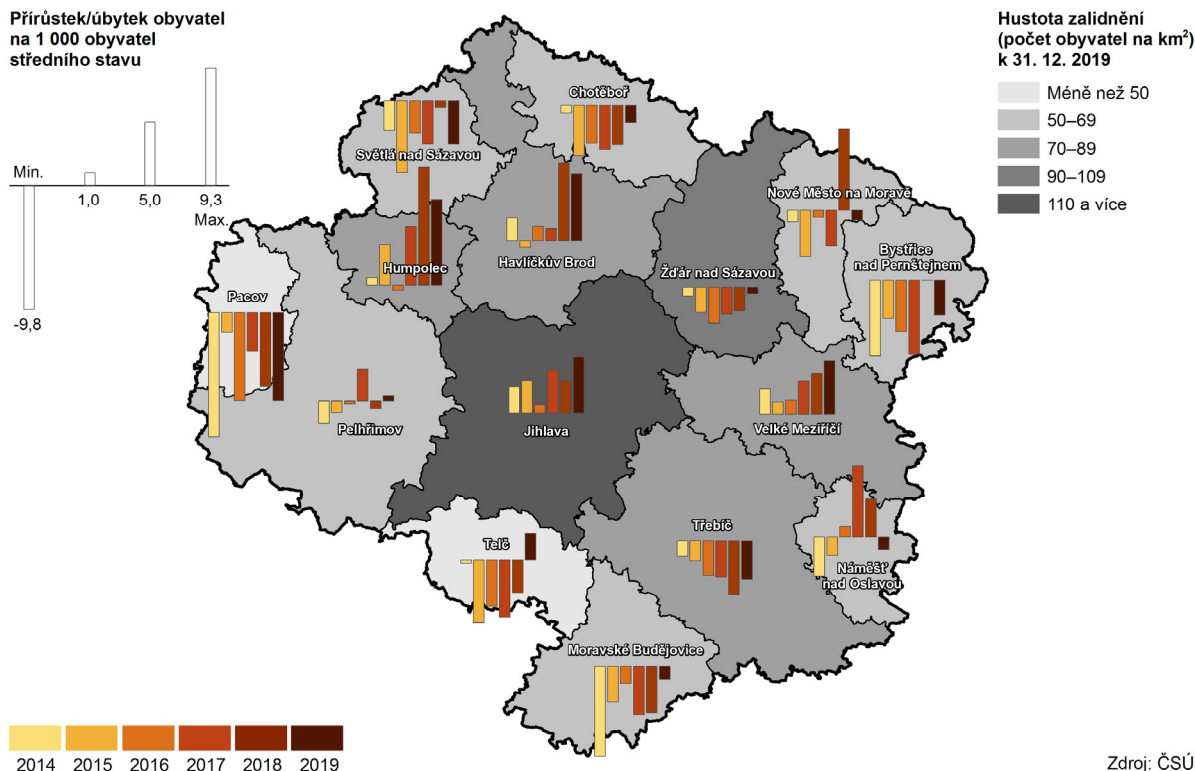 Přírůstek/úbytek obyvatel
na 1 000 obyvatel
středního stavu
Min.
1,0
5,0
9,3
Max.
-9,8
Hustota zalidnění
(počet obyvatel na km²)
k 31. 12. 2019
Méně než 50
50–69
70–89
90–109
110 a více
Chotěboř
Světlá nad Sázavou
Nové Město na Moravě
Bystřice
nad Pernštejnem
Havlíčkův Brod
Humpolec
Žďár nad Sázavou
Pacov
Pelhřimov
Jihlava
Velké Meziříčí
Třebíč
Telč
Náměšť
nad Oslavou
Moravské Budějovice
2014 2015 2016 2017 2018 2019
Zdroj: ČSÚ